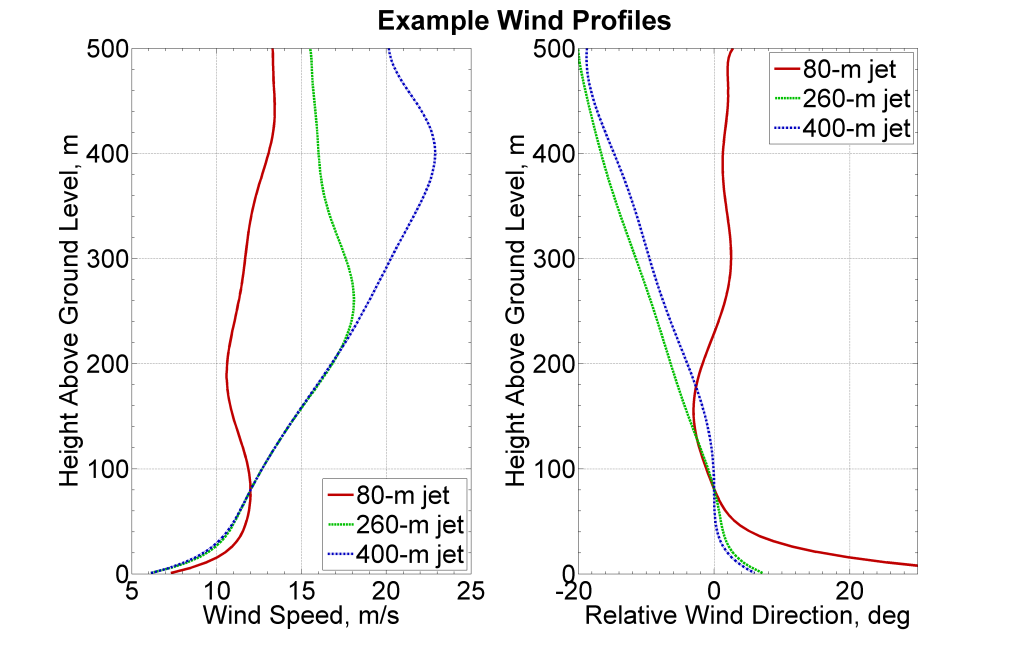 Example Wind Profiles
500
400
300
200
100
0
Height Above Ground Level, m
5
10
15
20
25
Wind Speed, m/s
80-m jet
260-m jet
400-m jet
500
400
300
200
100
0
Height Above Ground Level, m
-20
0
20
Relative Wind Direction, deg
80-m jet
260-m jet
400-m jet